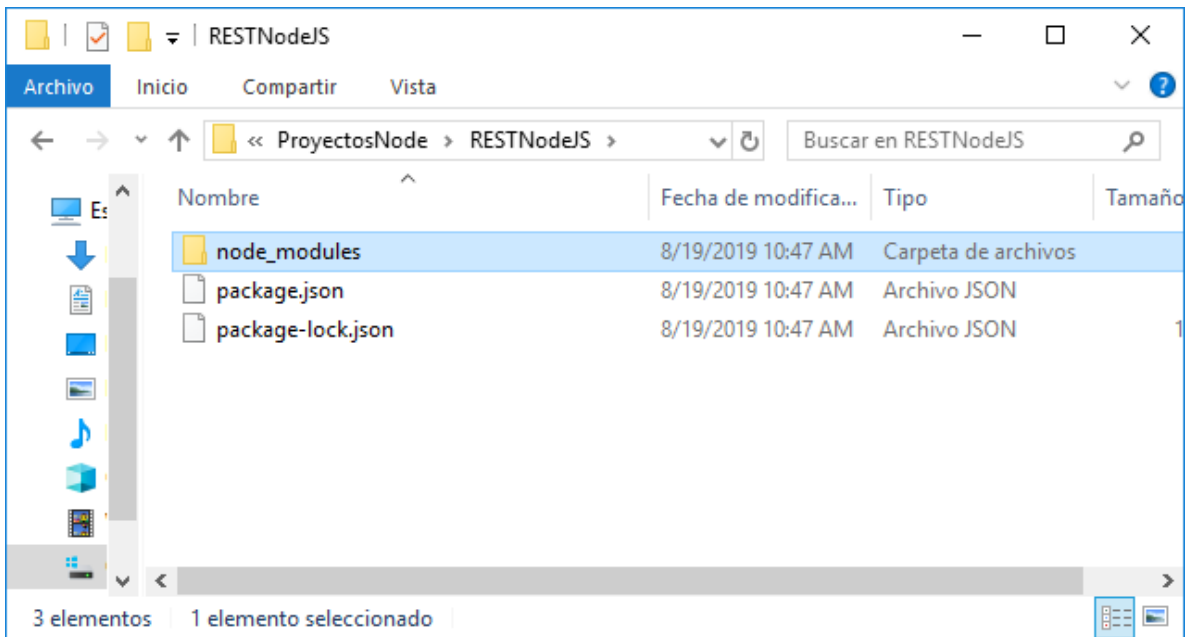 RESTNodeJS
Archivo Inicio Compartir Vista
« ProyectosNode > RESTNodeJS > Buscar en RESTNodeJS
Nombre Fecha de modifica... Tipo Tamaño
node_modules 8/19/2019 10:47 AM Carpeta de archivos
package.json 8/19/2019 10:47 AM Archivo JSON
package-lock.json 8/19/2019 10:47 AM Archivo JSON 1
3 elementos 1 elemento seleccionado